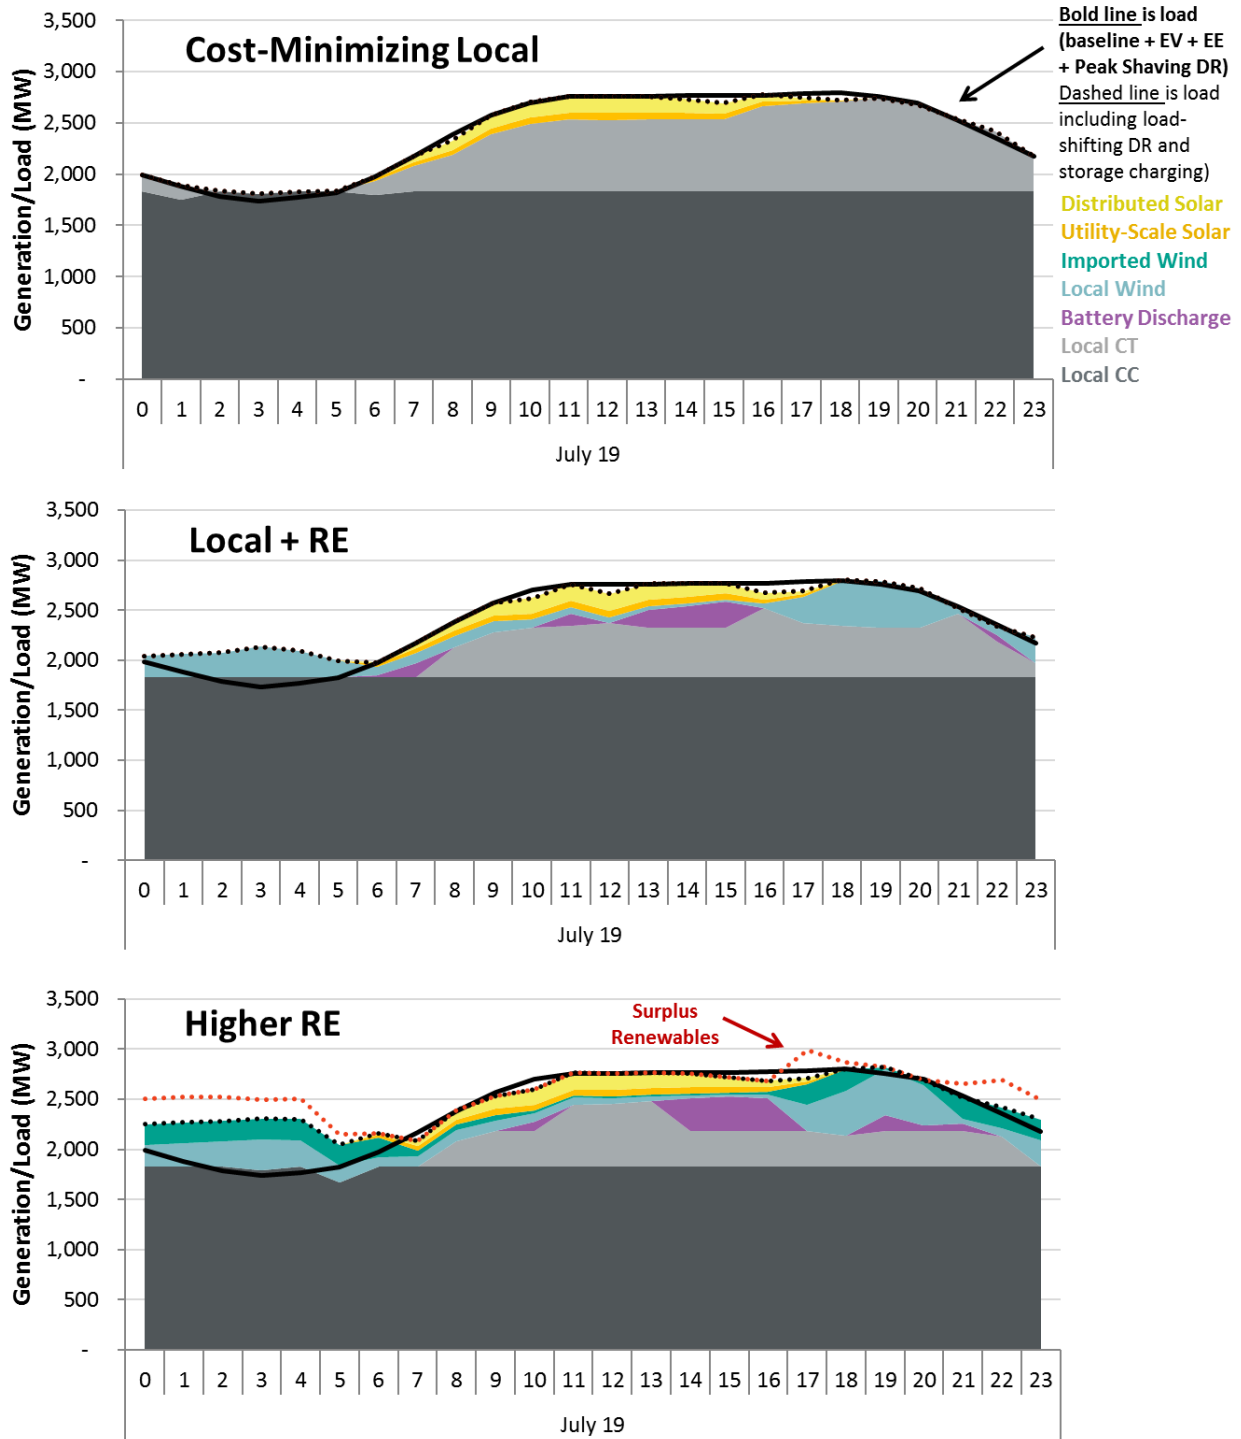 3,500
3,000
2,500
2,000
1,500
1,000
500
-
Generation/Load (MW)
Cost-Minimizing Local
Bold line is load
(baseline + EV + EE
+ Peak Shaving DR)
Dashed line is load
including load-
shifting DR and
storage charging)
Distributed Solar
Utility-Scale Solar
Imported Wind
Local Wind
Battery Discharge
Local CT
Local CC
0 1 2 3 4 5 6 7 8 9 10 11 12 13 14 15 16 17 18 19 20 21 22 23
July 19
3,500
3,000
2,500
2,000
1,500
1,000
500
-
Generation/Load (MW)
Local + RE
0 1 2 3 4 5 6 7 8 9 10 11 12 13 14 15 16 17 18 19 20 21 22 23
July 19
3,500
3,000
2,500
2,000
1,500
1,000
500
-
Generation/Load (MW)
Higher RE
Surplus
Renewables
0 1 2 3 4 5 6 7 8 9 10 11 12 13 14 15 16 17 18 19 20 21 22 23
July 19